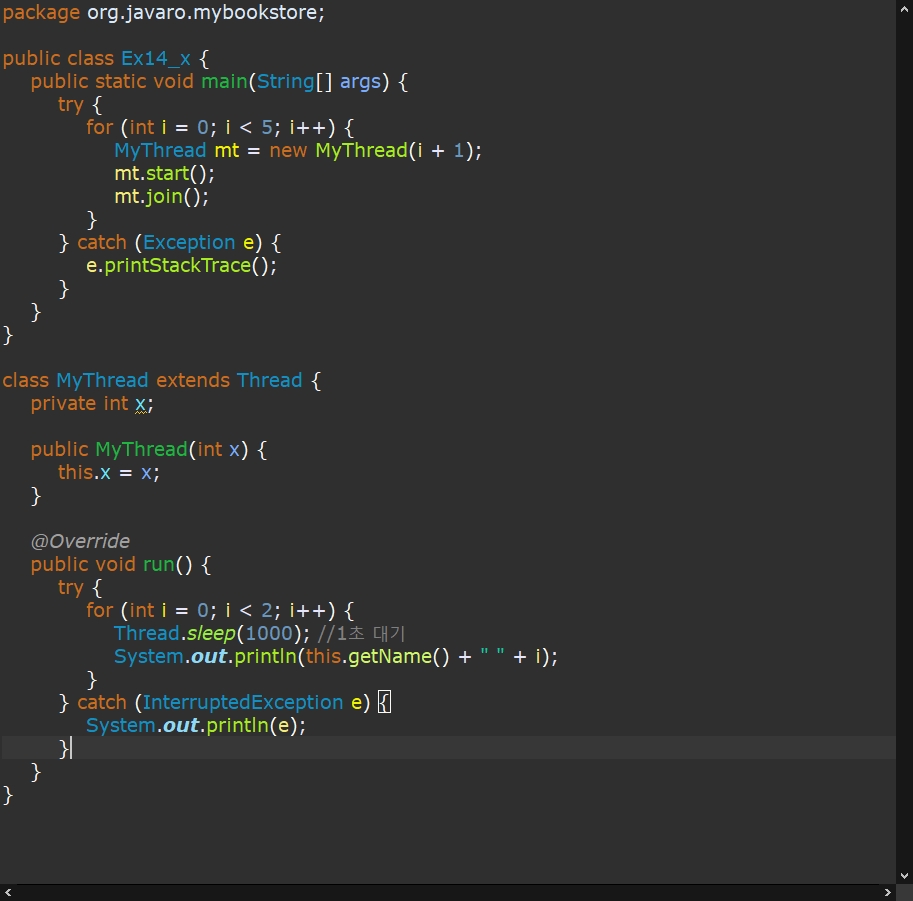 package org.javaro.mybookstore;
public class Ex14_x {
public static void main(String[] args) {
try {
for (int i = 0; i < 5; i++) {
MyThread mt = new MyThread(i + 1);
mt.start();
mt.join();
}
} catch (Exception e) {
e.printStackTrace();
}
}
}
class MyThread extends Thread {
private int x;
public MyThread(int x) {
this.x = x;
}
@Override
public void run() {
try {
for (int i = 0; i < 2; i++) {
Thread.sleep(1000); //1초 대기
System.out.println(this.getName() + " " + i);
}
} catch (InterruptedException e) {
System.out.println(e);
}
}
}